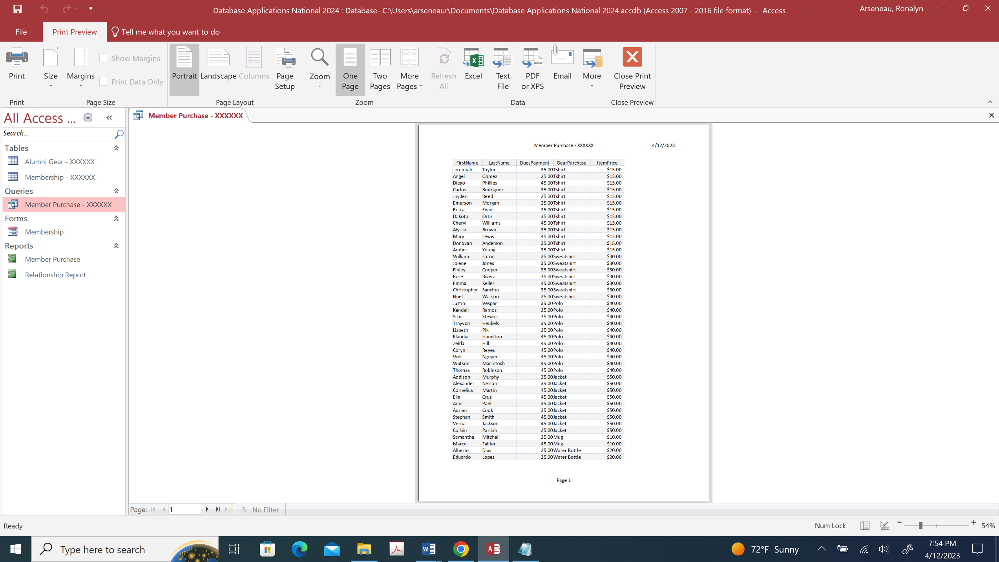 Database Applications National 2024 : Database- C:\Users\arseneaur\Documents\Database Applications National 2024.accdb (Access 2007 - 2016 file format) - Access
Arseneau, Ronalyn
File
Print Preview
Tell me what you want to do
Print
Size
Margins
Show Margins
Print Data Only
Portrait
Landscape
Columns
Page Setup
Zoom
One Page
Two Pages
More Pages
Refresh All
Excel
Text File
PDF or XPS
Email
More
Close Print Preview
Print
Page Size
Page Layout
Zoom
Data
Close Preview
All Access ...
Search...
Tables
Alumni Gear - XXXXXX
Membership - XXXXXX
Queries
Member Purchase - XXXXXX
Forms
Membership
Reports
Member Purchase
Relationship Report
Member Purchase - XXXXXX
Member Purchase - XXXXXX 4/12/2023
FirstName LastName DuesPayment GearPurchase ItemPrice
Jeremiah Taylor 35.00 Tshirt $15.00
Angel Gomez 25.00 Tshirt $15.00
Diego Phillips 45.00 Tshirt $15.00
Carlos Rodriguez 35.00 Tshirt $15.00
Jayden Reed 25.00 Tshirt $15.00
Emerson Morgan 25.00 Tshirt $15.00
Reika Evans 25.00 Tshirt $15.00
Dakota Ortiz 35.00 Tshirt $15.00
Cheryl Williams 45.00 Tshirt $15.00
Alyssa Brown 35.00 Tshirt $15.00
Mary Lewis 45.00 Tshirt $15.00
Donovan Anderson 35.00 Tshirt $15.00
Amber Young 35.00 Tshirt $15.00
William Eaton 25.00 Sweatshirt $30.00
Jolene Jones 35.00 Sweatshirt $30.00
Finley Cooper 35.00 Sweatshirt $30.00
Rose Rivera 35.00 Sweatshirt $30.00
Emma Keller 45.00 Sweatshirt $30.00
Christopher Sanchez 35.00 Sweatshirt $30.00
Noel Watson 25.00 Sweatshirt $30.00
Justin Vespar 35.00 Polo $40.00
Kendall Ramos 35.00 Polo $40.00
Silas Stewart 35.00 Polo $40.00
Trayvon Heukels 35.00 Polo $40.00
Lizbeth Pik 25.00 Polo $40.00
Klaudia Hamilton 45.00 Polo $40.00
Zelda Hill 45.00 Polo $40.00
Coryn Reyes 45.00 Polo $40.00
Wei Nguyen 45.00 Polo $40.00
Watson Macintosh 45.00 Polo $40.00
Thomas Robinson 45.00 Polo $40.00
Addison Murphy 25.00 Jacket $50.00
Alexander Nelson 35.00 Jacket $50.00
Cornelius Martin 45.00 Jacket $50.00
Elia Cruz 45.00 Jacket $50.00
Amir Pael 35.00 Jacket $50.00
Adrian Cook 35.00 Jacket $50.00
Stephan Smith 45.00 Jacket $50.00
Verna Jackson 45.00 Jacket $50.00
Corbin Parrish 25.00 Jacket $50.00
Samantha Mitchell 25.00 Mug $10.00
Marco Fallter 45.00 Mug $10.00
Alberto Dias 25.00 Water Bottle $20.00
Eduardo Lopez 35.00 Water Bottle $20.00
Page 1
Page: 1 No Filter
Ready
Num Lock
54%
Type here to search
72°F Sunny
7:54 PM
4/12/2023